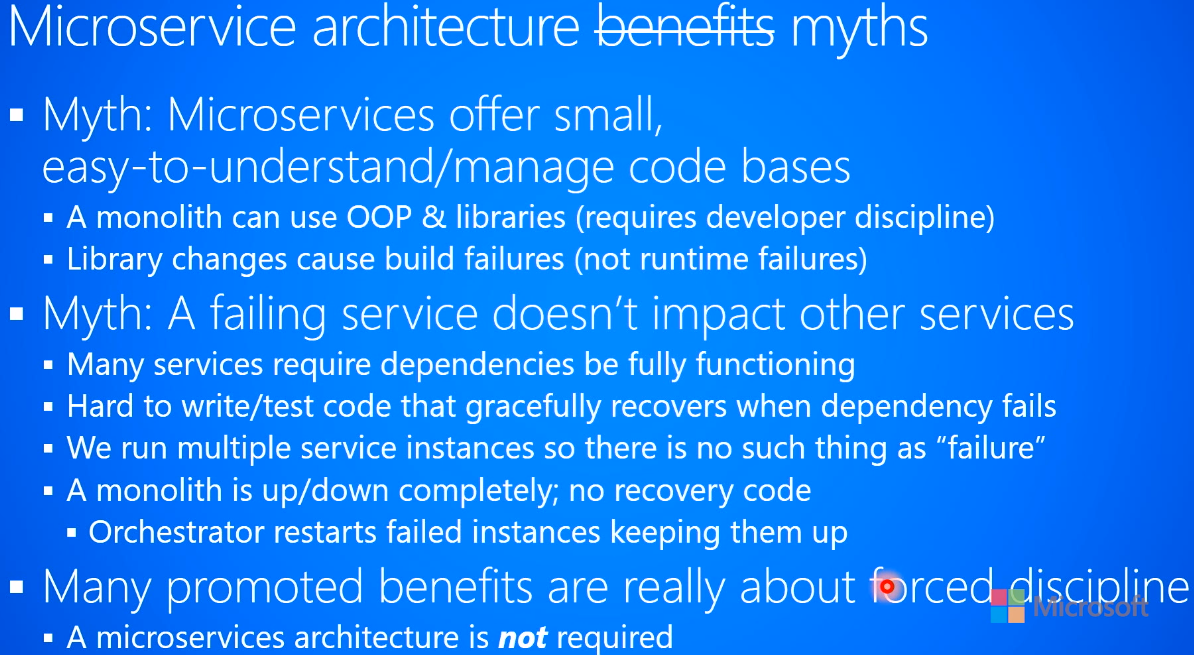 Microservice architecture benefits myths
▪ Myth: Microservices offer small,
easy-to-understand/manage code bases
▪ A monolith can use OOP & libraries (requires developer discipline)
▪ Library changes cause build failures (not runtime failures)
▪ Myth: A failing service doesn't impact other services
▪ Many services require dependencies be fully functioning
▪ Hard to write/test code that gracefully recovers when dependency fails
▪ We run multiple service instances so there is no such thing as “failure”
▪ A monolith is up/down completely; no recovery code
▪ Orchestrator restarts failed instances keeping them up
▪ Many promoted benefits are really about forced discipline
Microsoft
▪ A microservices architecture is not required